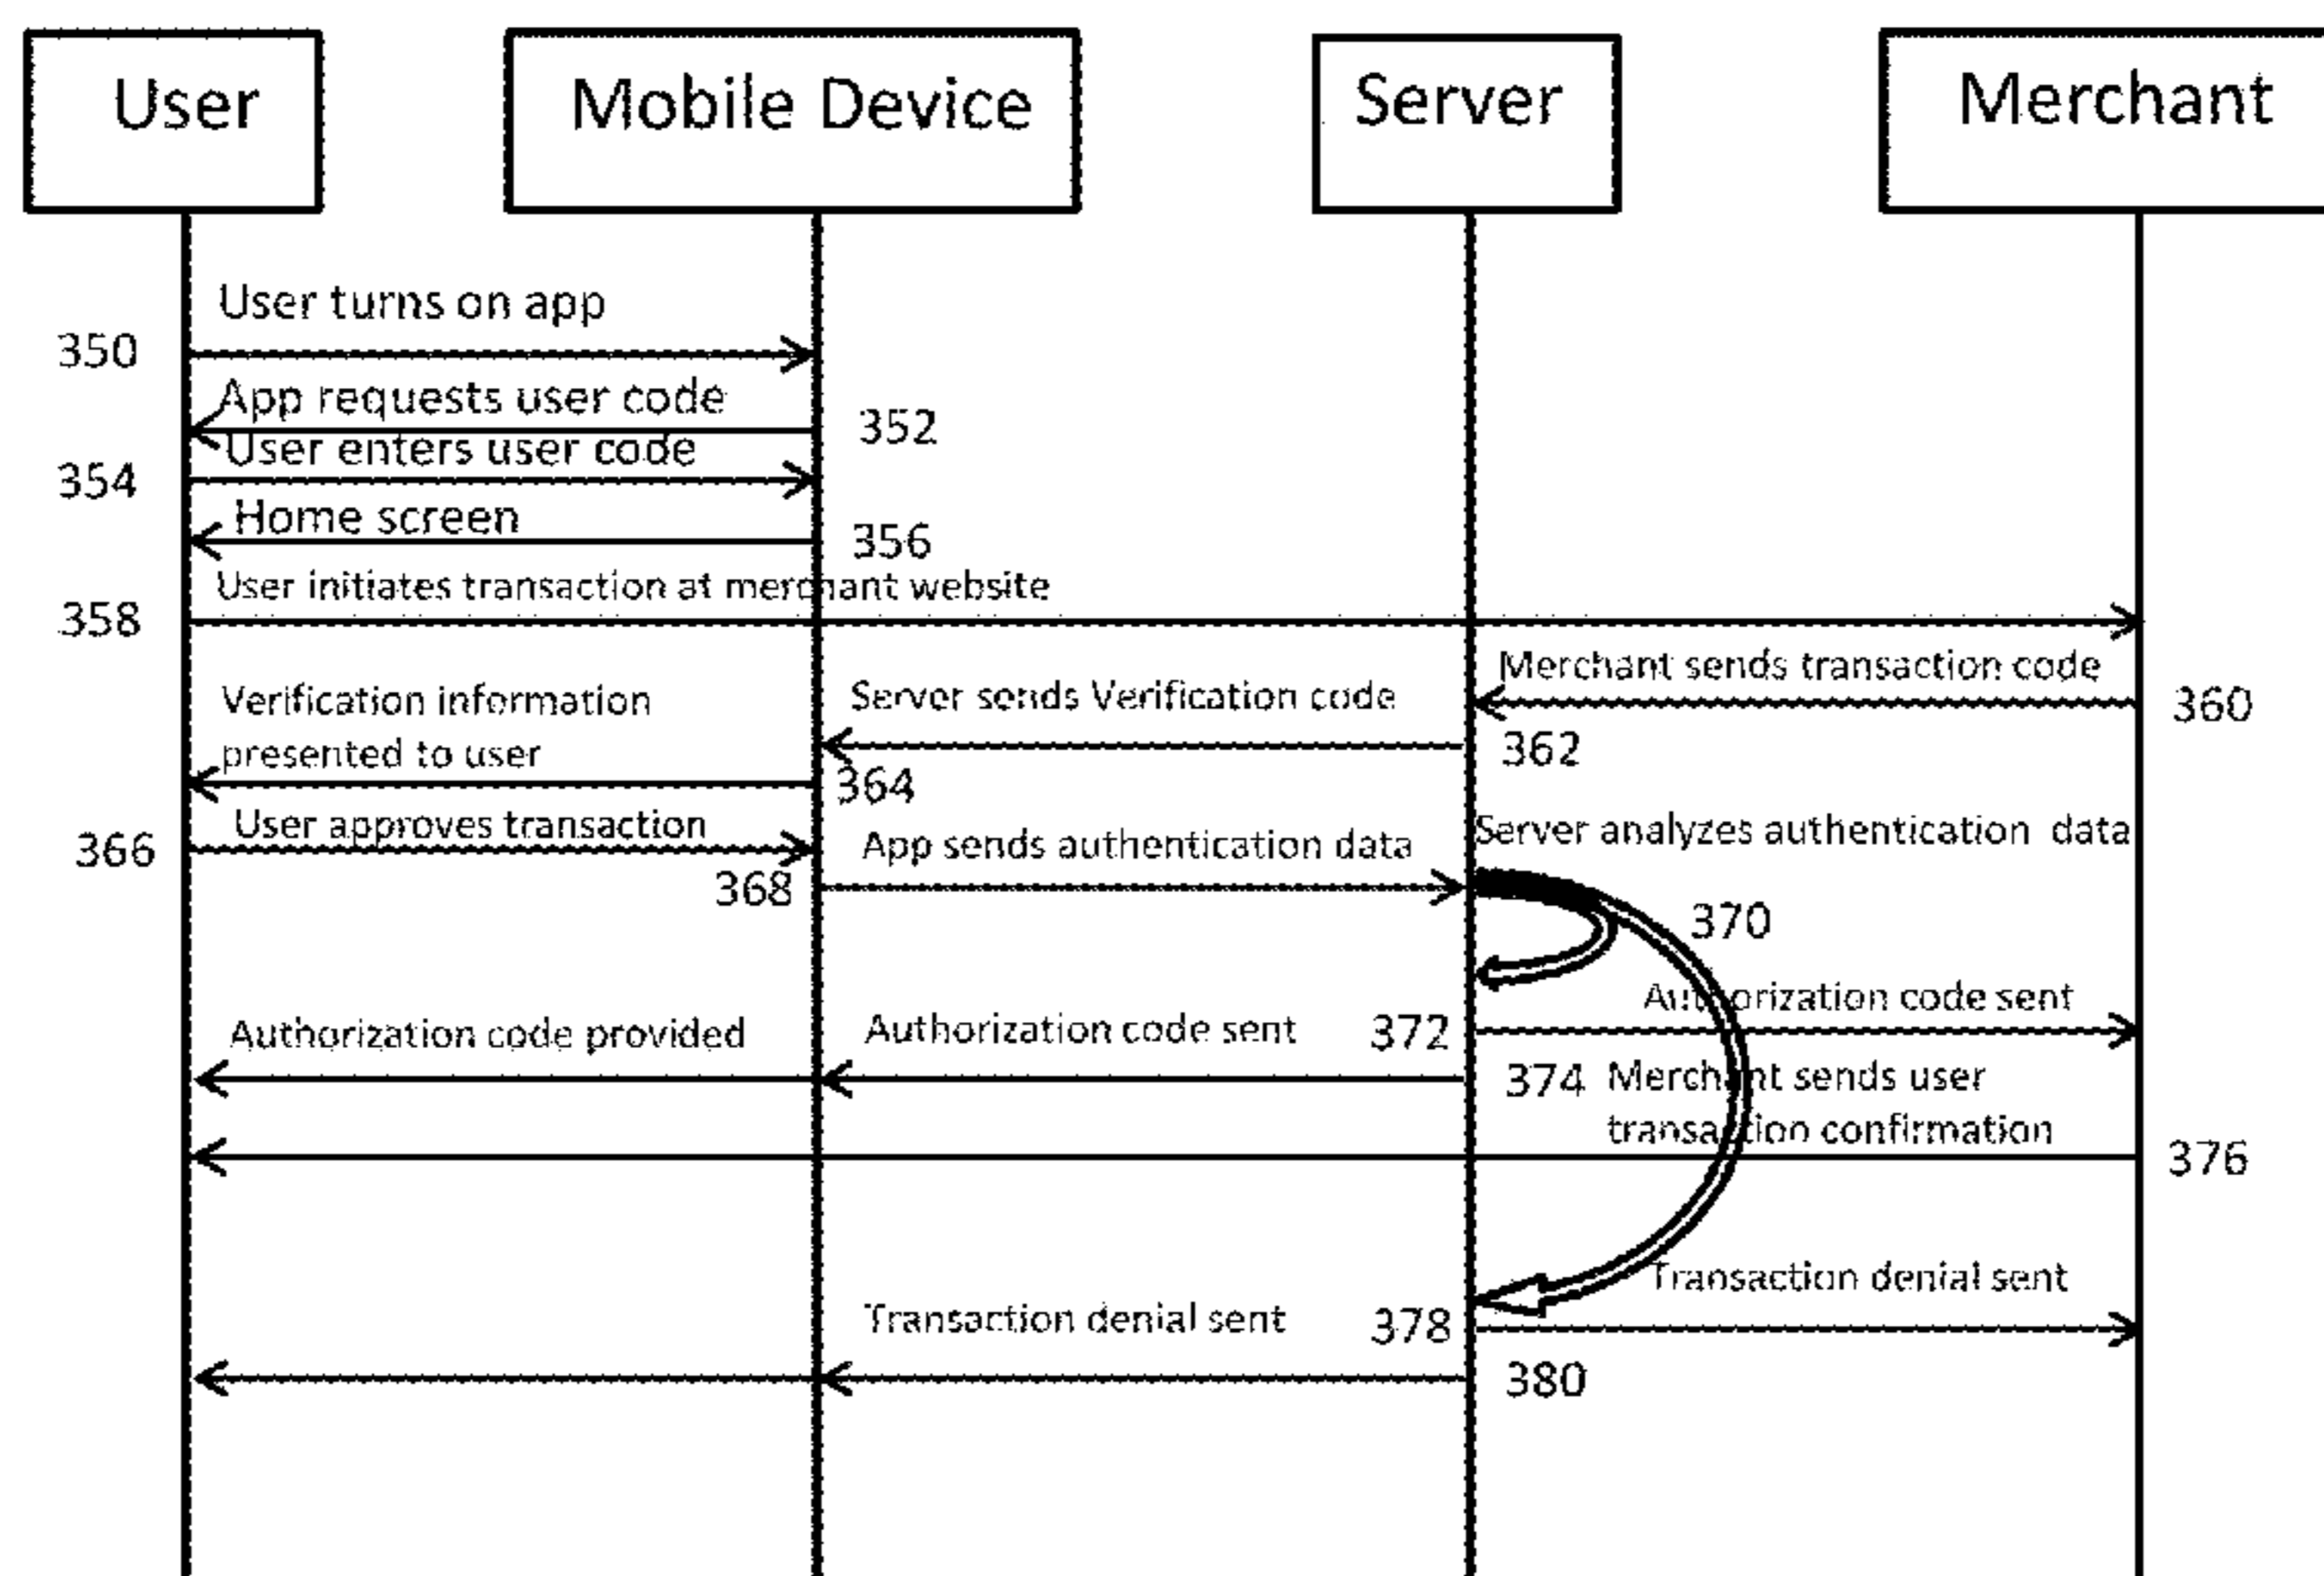 User
Mobile Device
Server
Merchant
User turns on app
350
App requests user code
352
User enters user code
354
Home screen
356
User initiates transaction at merchant website
358
Merchant sends transaction code
360
Server sends Verification code
362
Verification information
presented to user
364
User approves transaction
366
App sends authentication data
368
Server analyzes authentication data
370
Authorization code sent
372
Authorization code sent
374
Authorization code provided
Merchant sends user
transaction confirmation
376
Transaction denial sent
378
Transaction denial sent
380